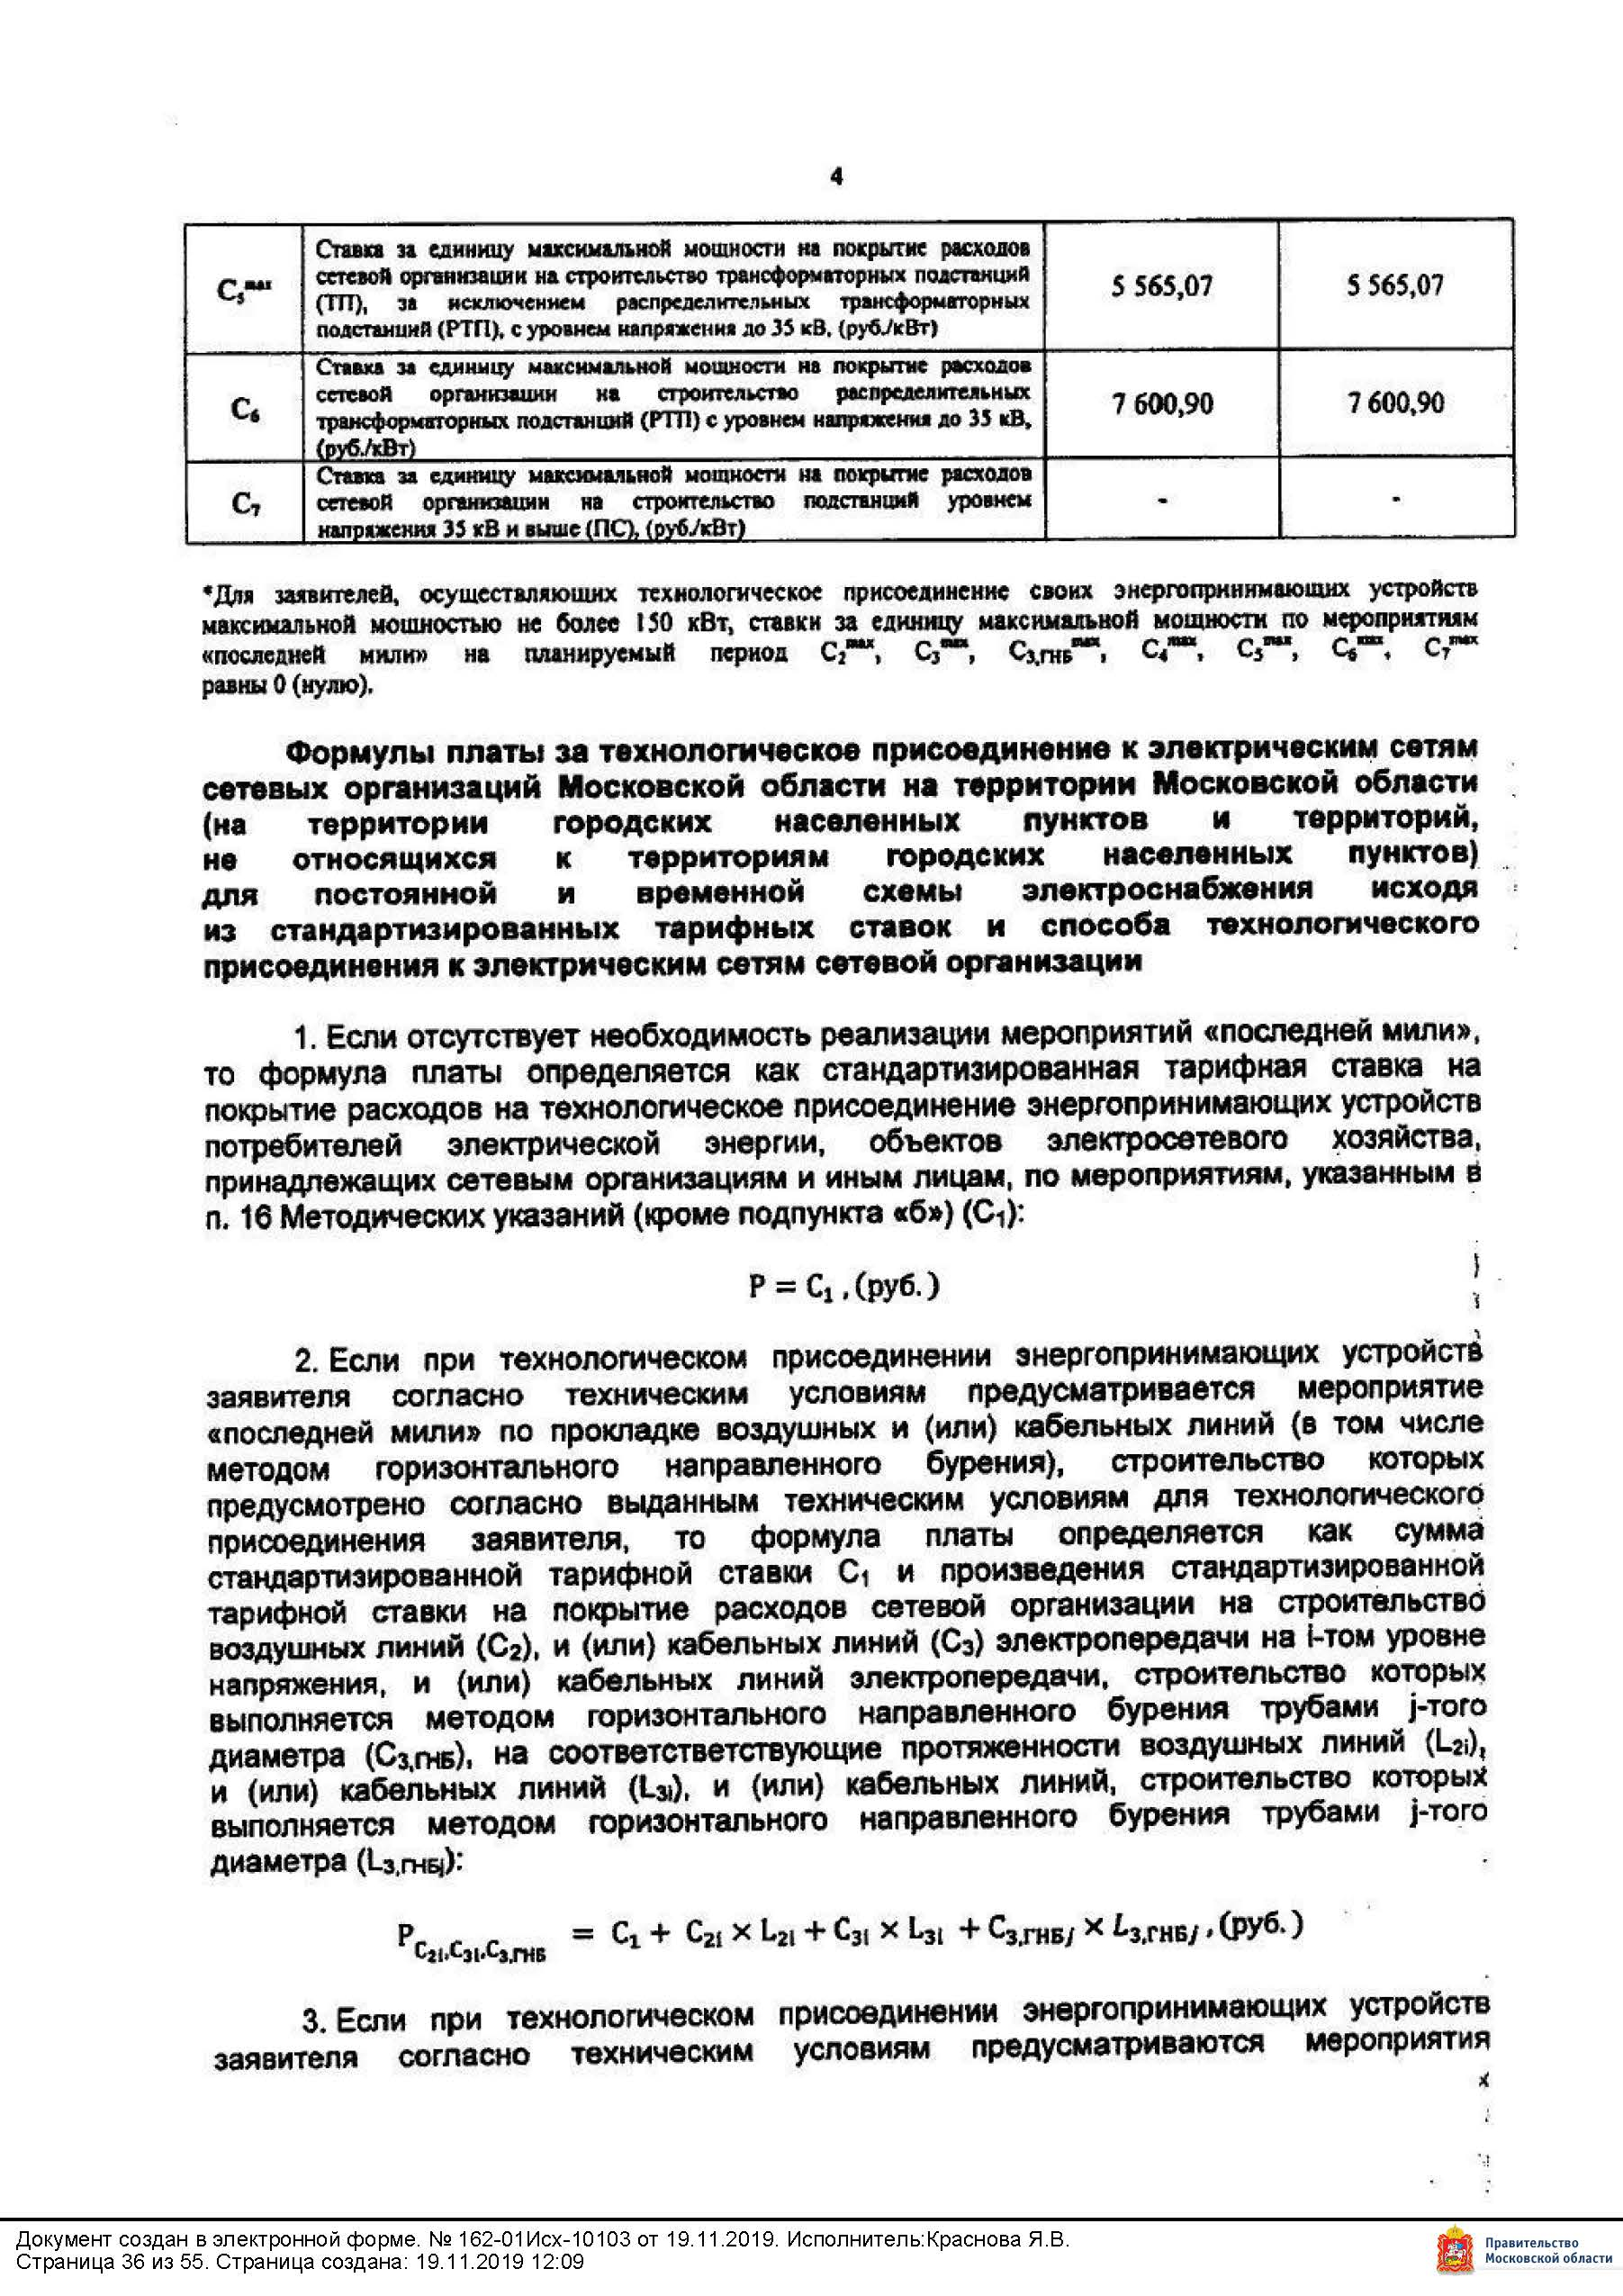 4
C₅ᵐᵃˣ
Ставка за единицу максимальной мощности на покрытие расходов
сетевой организации на строительство трансформаторных подстанций
(ТП), за исключением распределительных трансформаторных
подстанций (РТП), с уровнем напряжения до 35 кВ, (руб./кВт)
5 565,07
5 565,07
C₆
Ставка за единицу максимальной мощности на покрытие расходов
сетевой организации на строительство распределительных
трансформаторных подстанций (РТП) с уровнем напряжения до 35 кВ,
(руб./кВт)
7 600,90
7 600,90
C₇
Ставка за единицу максимальной мощности на покрытие расходов
сетевой организации на строительство подстанций уровнем
напряжения 35 кВ и выше (ПС), (руб./кВт)
-
-
*Для заявителей, осуществляющих технологическое присоединение своих энергопринимающих устройств
максимальной мощностью не более 150 кВт, ставки за единицу максимальной мощности по мероприятиям
«последней мили» на планируемый период C₂ᵐᵃˣ, C₃ᵐᵃˣ, C₃,ГНБᵐᵃˣ, C₄ᵐᵃˣ, C₅ᵐᵃˣ, C₆ᵐᵃˣ, C₇ᵐᵃˣ
равны 0 (нулю).
Формулы платы за технологическое присоединение к электрическим сетям
сетевых организаций Московской области на территории Московской области
(на территории городских населенных пунктов и территорий,
не относящихся к территориям городских населенных пунктов)
для постоянной и временной схемы электроснабжения исходя
из стандартизированных тарифных ставок и способа технологического
присоединения к электрическим сетям сетевой организации
1. Если отсутствует необходимость реализации мероприятий «последней мили»,
то формула платы определяется как стандартизированная тарифная ставка на
покрытие расходов на технологическое присоединение энергопринимающих устройств
потребителей электрической энергии, объектов электросетевого хозяйства,
принадлежащих сетевым организациям и иным лицам, по мероприятиям, указанным в
п. 16 Методических указаний (кроме подпункта «б») (C₁):
P = C₁ ,(руб.)
2. Если при технологическом присоединении энергопринимающих устройств
заявителя согласно техническим условиям предусматривается мероприятие
«последней мили» по прокладке воздушных и (или) кабельных линий (в том числе
методом горизонтального направленного бурения), строительство которых
предусмотрено согласно выданным техническим условиям для технологического
присоединения заявителя, то формула платы определяется как сумма
стандартизированной тарифной ставки C₁ и произведения стандартизированной
тарифной ставки на покрытие расходов сетевой организации на строительство
воздушных линий (C₂), и (или) кабельных линий (C₃) электропередачи на i-том уровне
напряжения, и (или) кабельных линий электропередачи, строительство которых
выполняется методом горизонтального направленного бурения трубами j-того
диаметра (C₃,ГНБ), на соответстветствующие протяженности воздушных линий (L₂ᵢ),
и (или) кабельных линий (L₃ᵢ), и (или) кабельных линий, строительство которых
выполняется методом горизонтального направленного бурения трубами j-того
диаметра (L₃,ГНБj):
P C₂ᵢ,C₃ᵢ,C₃,ГНБ = C₁ + C₂ᵢ × L₂ᵢ + C₃ᵢ × L₃ᵢ + C₃,ГНБj × L₃,ГНБj ,(руб.)
3. Если при технологическом присоединении энергопринимающих устройств
заявителя согласно техническим условиям предусматриваются мероприятия
Документ создан в электронной форме. № 162-01Исх-10103 от 19.11.2019. Исполнитель:Краснова Я.В.
Страница 36 из 55. Страница создана: 19.11.2019 12:09
Правительство
Московской области